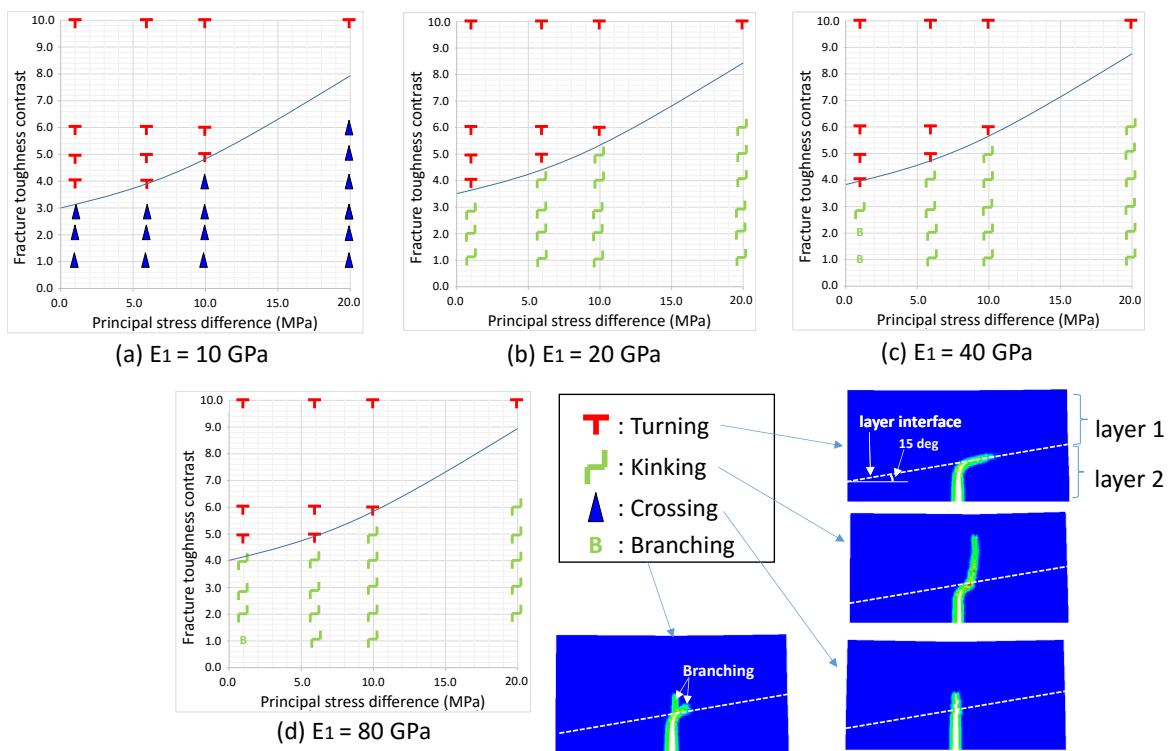 10.0
9.0
8.0
7.0
6.0
5.0
4.0
3.0
2.0
1.0
0.0
Fracture toughness contrast
0.0 5.0 10.0 15.0 20.0
Principal stress difference (MPa)
(a) E1 = 10 GPa
10.0
9.0
8.0
7.0
6.0
5.0
4.0
3.0
2.0
1.0
0.0
Fracture toughness contrast
0.0 5.0 10.0 15.0 20.0
Principal stress difference (MPa)
(b) E1 = 20 GPa
10.0
9.0
8.0
7.0
6.0
5.0
4.0
3.0
2.0
1.0
0.0
Fracture toughness contrast
B
B
0.0 5.0 10.0 15.0 20.0
Principal stress difference (MPa)
(c) E1 = 40 GPa
10.0
9.0
8.0
7.0
6.0
5.0
4.0
3.0
2.0
1.0
0.0
Fracture toughness contrast
B
0.0 5.0 10.0 15.0 20.0
Principal stress difference (MPa)
(d) E1 = 80 GPa
: Turning
: Kinking
: Crossing
B : Branching
layer interface
15 deg
layer 1
layer 2
Branching